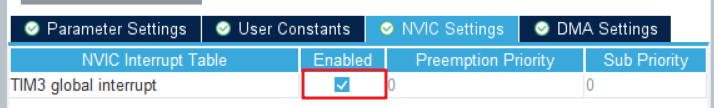 Parameter Settings User Constants NVIC Settings DMA Settings
NVIC Interrupt Table Enabled Preemption Priority Sub Priority
TIM3 global interrupt 0 0